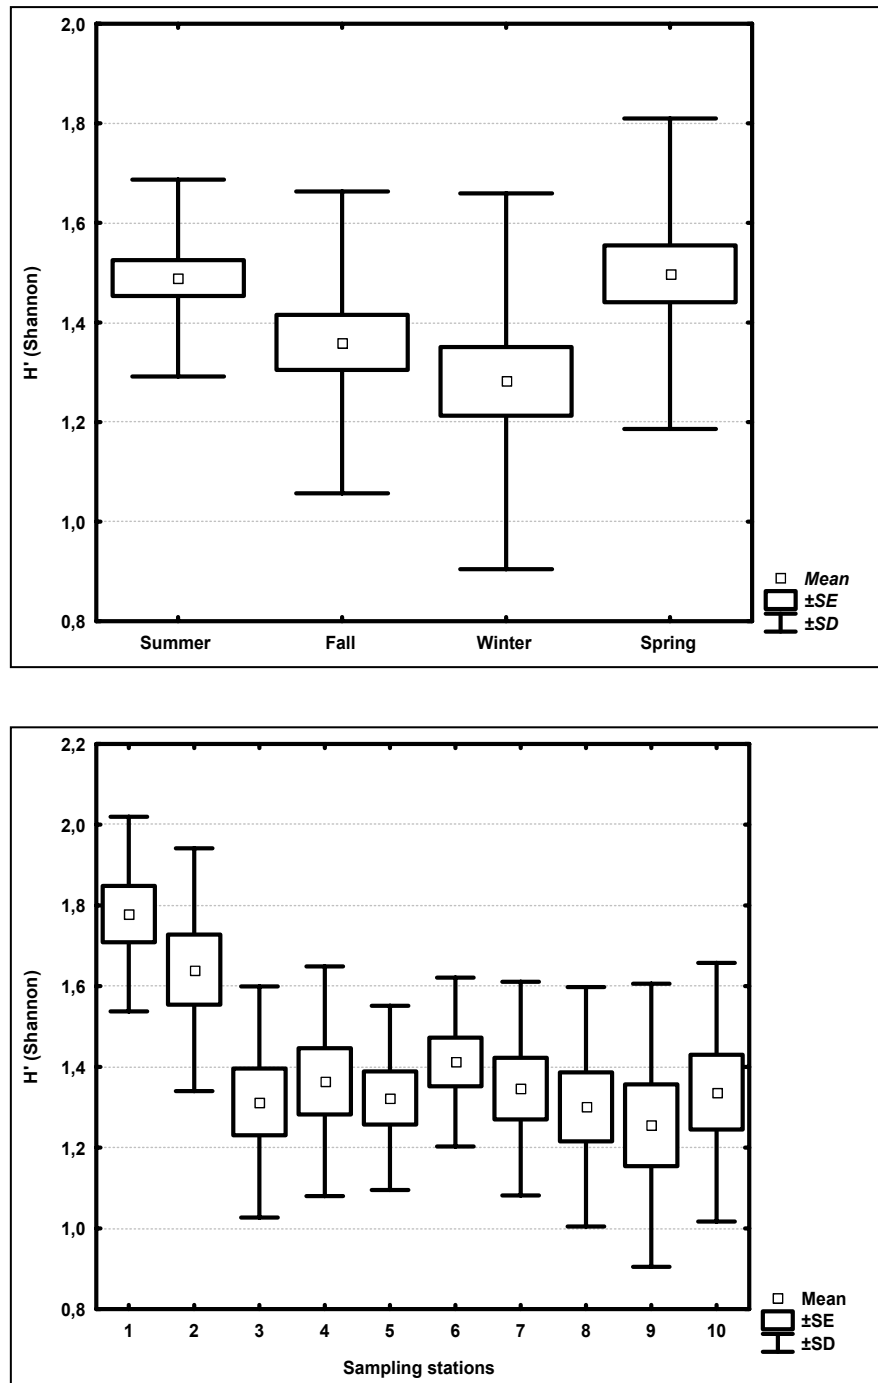 2,0
1,8
1,6
1,4
1,2
1,0
0,8
H' (Shannon)
Summer Fall Winter Spring
Mean
±SE
±SD
2,2
2,0
1,8
1,6
1,4
1,2
1,0
0,8
H' (Shannon)
1 2 3 4 5 6 7 8 9 10
Sampling stations
Mean
±SE
±SD